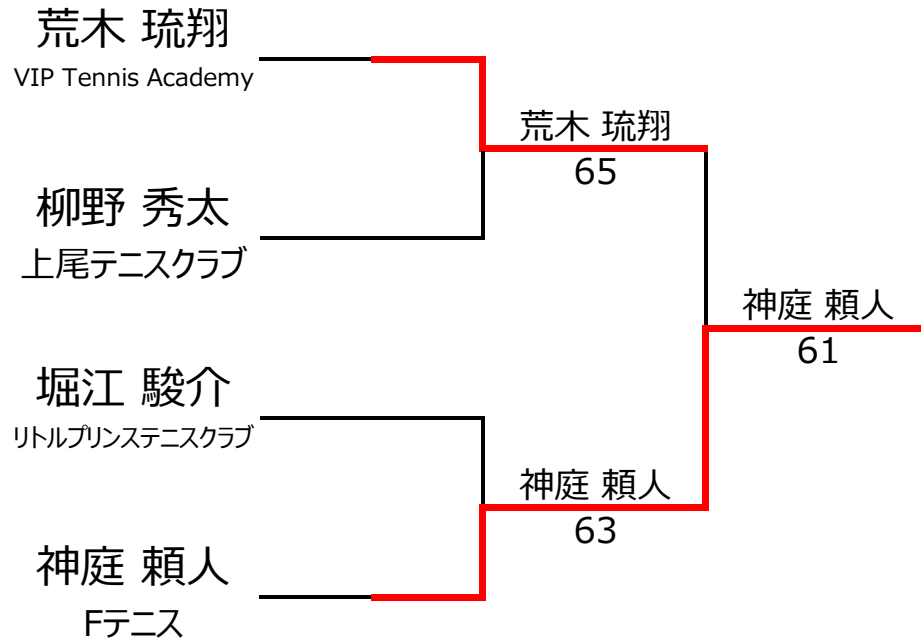 荒木 琉翔
VIP Tennis Academy
荒木 琉翔
65
柳野 秀太
上尾テニスクラブ
神庭 頼人
61
堀江 駿介
リトルプリンステニスクラブ
神庭 頼人
63
神庭 頼人
Fテニス